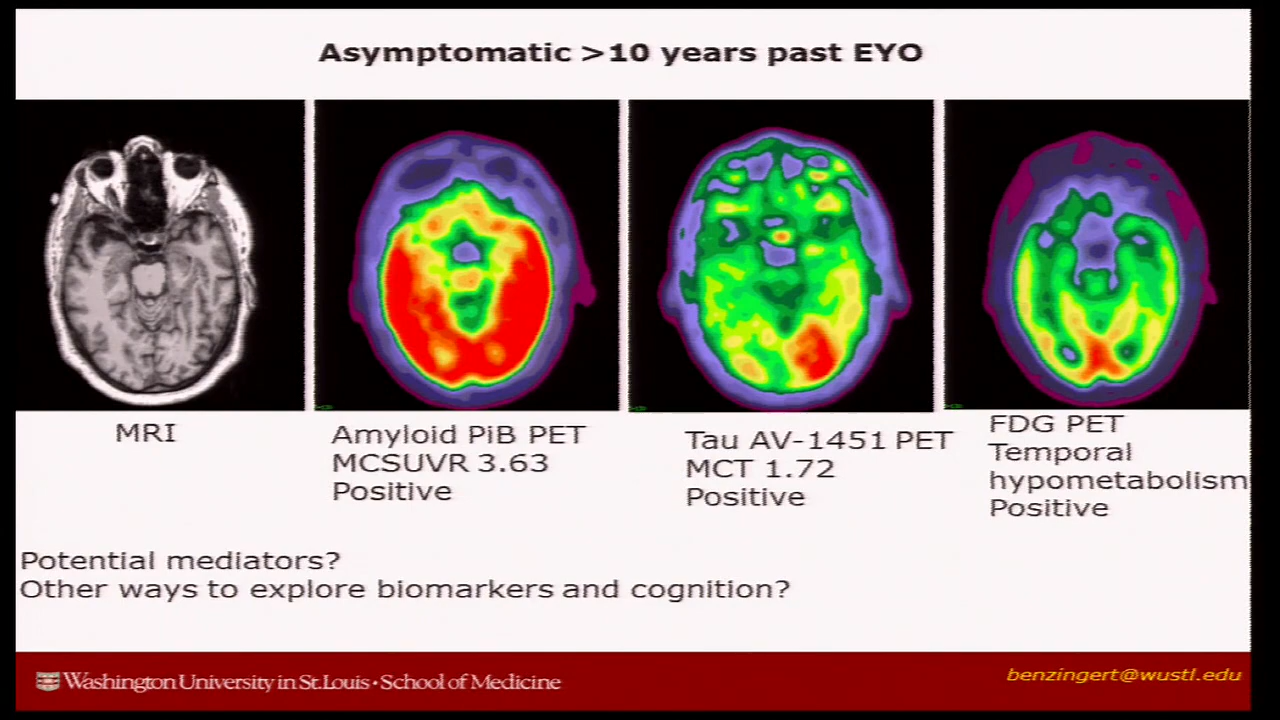 Asymptomatic >10 years past EYO
MRI
Amyloid PiB PET
MCSUVR 3.63
Positive
Tau AV-1451 PET
MCT 1.72
Positive
FDG PET
Temporal
hypometabolism
Positive
Potential mediators?
Other ways to explore biomarkers and cognition?
Washington University in St. Louis • School of Medicine
benzingert@wustl.edu